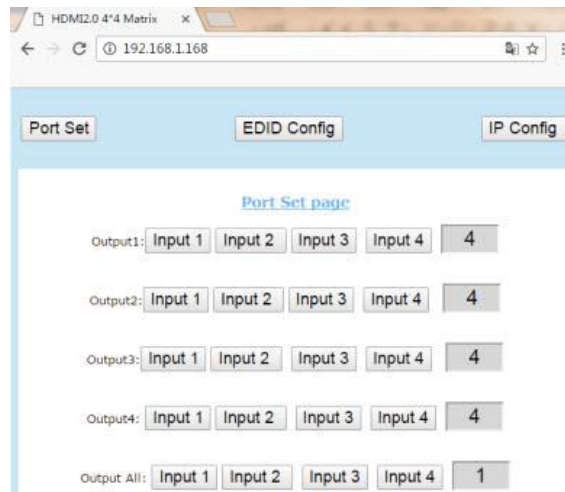 HDMI2.0 4*4 Matrix
192.168.1.168
Port Set EDID Config IP Config
Port Set page
Output1: Input 1 Input 2 Input 3 Input 4 4
Output2: Input 1 Input 2 Input 3 Input 4 4
Output3: Input 1 Input 2 Input 3 Input 4 4
Output4: Input 1 Input 2 Input 3 Input 4 4
Output All: Input 1 Input 2 Input 3 Input 4 1